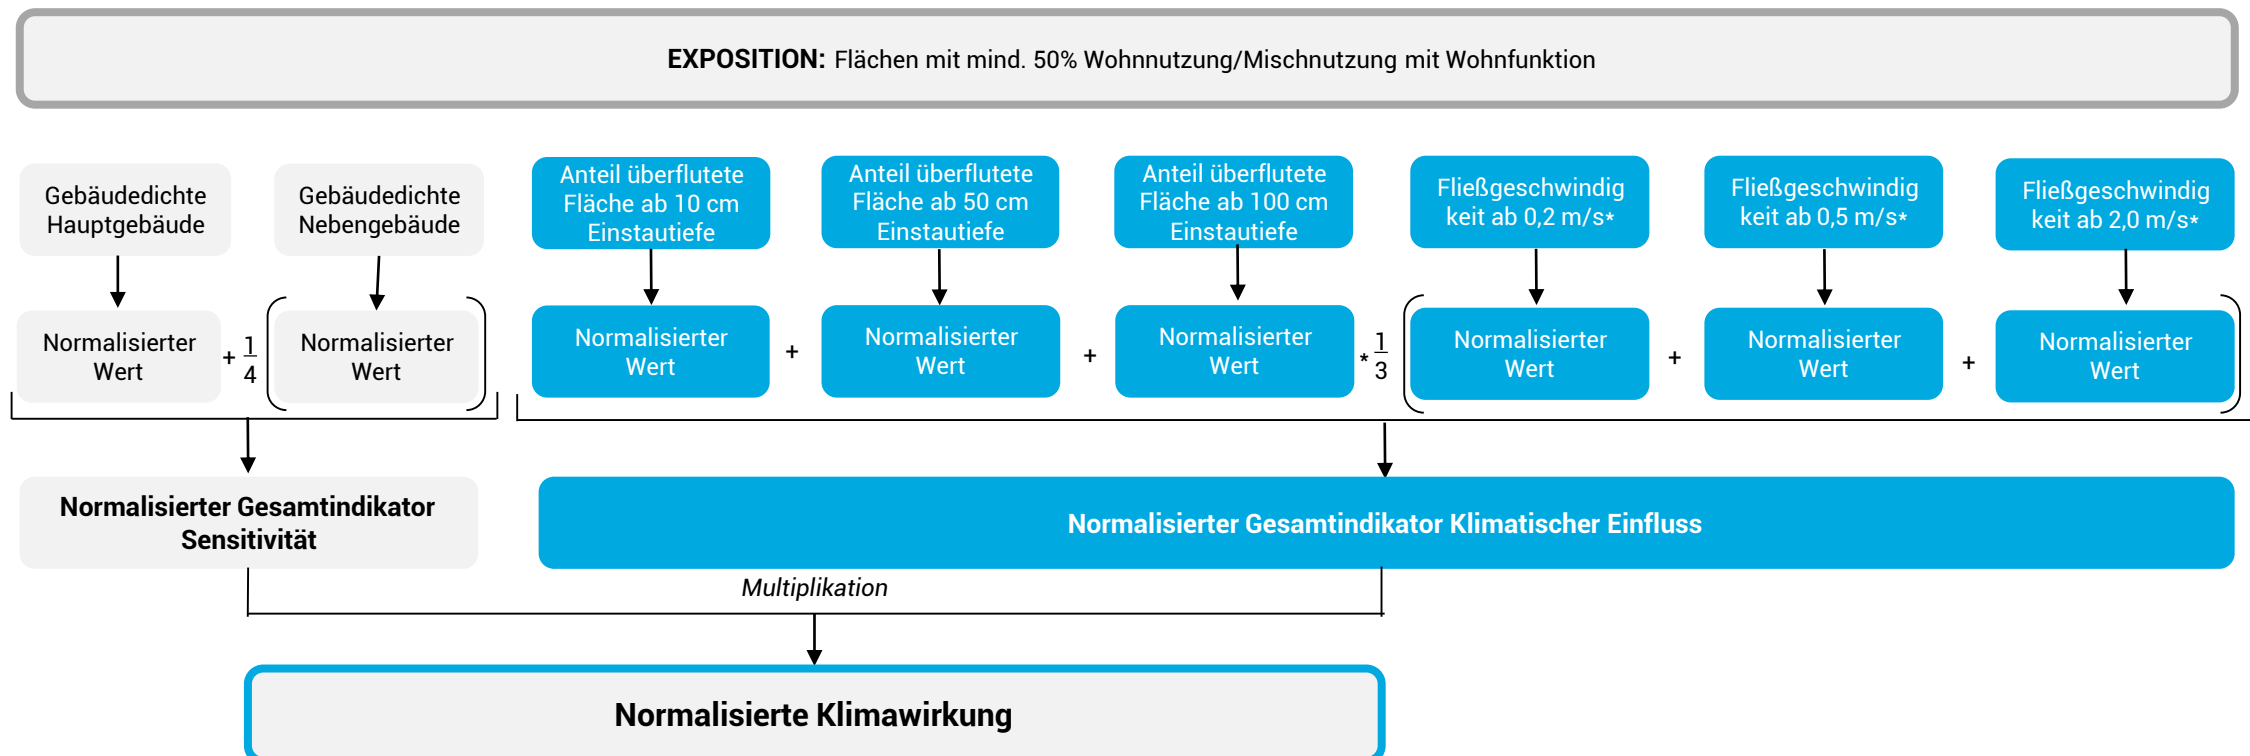 EXPOSITION: Flächen mit mind. 50% Wohnnutzung/Mischnutzung mit Wohnfunktion
Gebäudedichte
Hauptgebäude
Gebäudedichte
Nebengebäude
Anteil überflutete
Fläche ab 10 cm
Einstautiefe
Anteil überflutete
Fläche ab 50 cm
Einstautiefe
Anteil überflutete
Fläche ab 100 cm
Einstautiefe
Fließgeschwindig
keit ab 0,2 m/s*
Fließgeschwindig
keit ab 0,5 m/s*
Fließgeschwindig
keit ab 2,0 m/s*
Normalisierter
Wert
+ 1/4
Normalisierter
Wert
Normalisierter
Wert
+
Normalisierter
Wert
+
Normalisierter
Wert
* 1/3
Normalisierter
Wert
+
Normalisierter
Wert
+
Normalisierter
Wert
Normalisierter Gesamtindikator
Sensitivität
Normalisierter Gesamtindikator Klimatischer Einfluss
Multiplikation
Normalisierte Klimawirkung